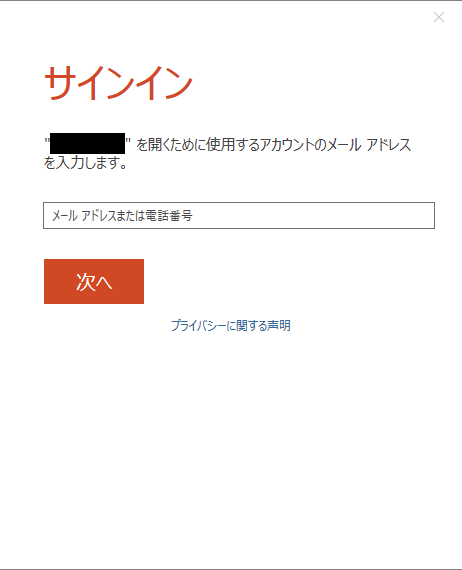 サインイン
"" を開くために使用するアカウントのメール アドレス
を入力します。
メール アドレスまたは電話番号
次へ
プライバシーに関する声明